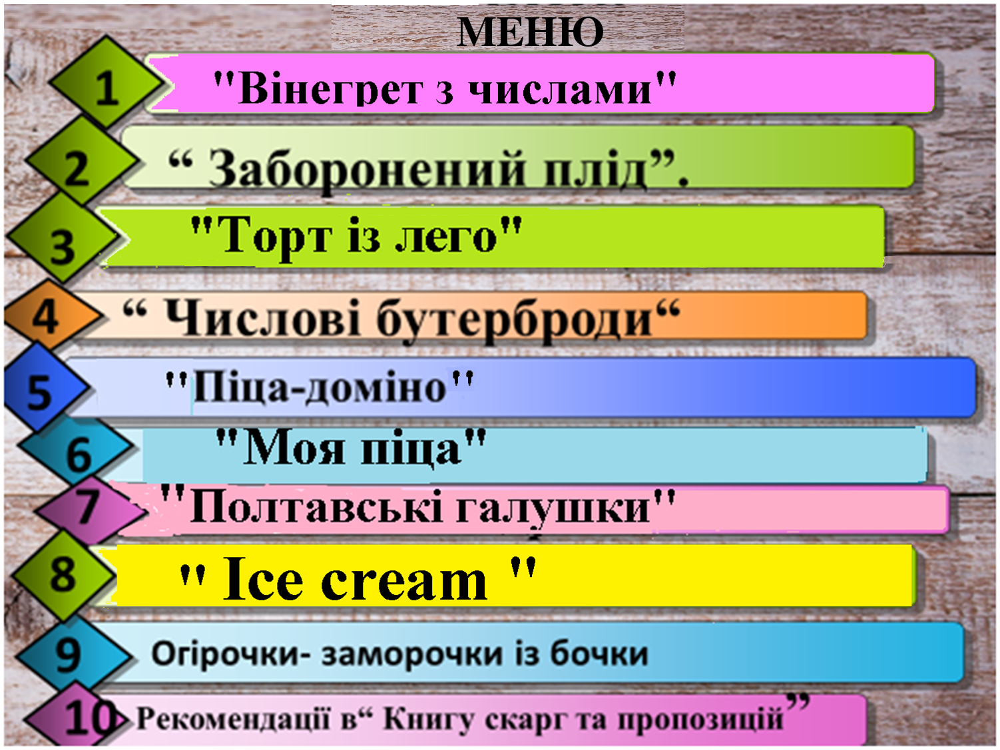 МЕНЮ
1 "Вінегрет з числами"
2 “ Заборонений плід”.
3 "Торт із лего"
4 “ Числові бутерброди“
5 "Піца-доміно"
6 "Моя піца"
7 "Полтавські галушки"
8 " Ice cream "
9 Огірочки- заморочки із бочки
10 Рекомендації в“ Книгу скарг та пропозицій”